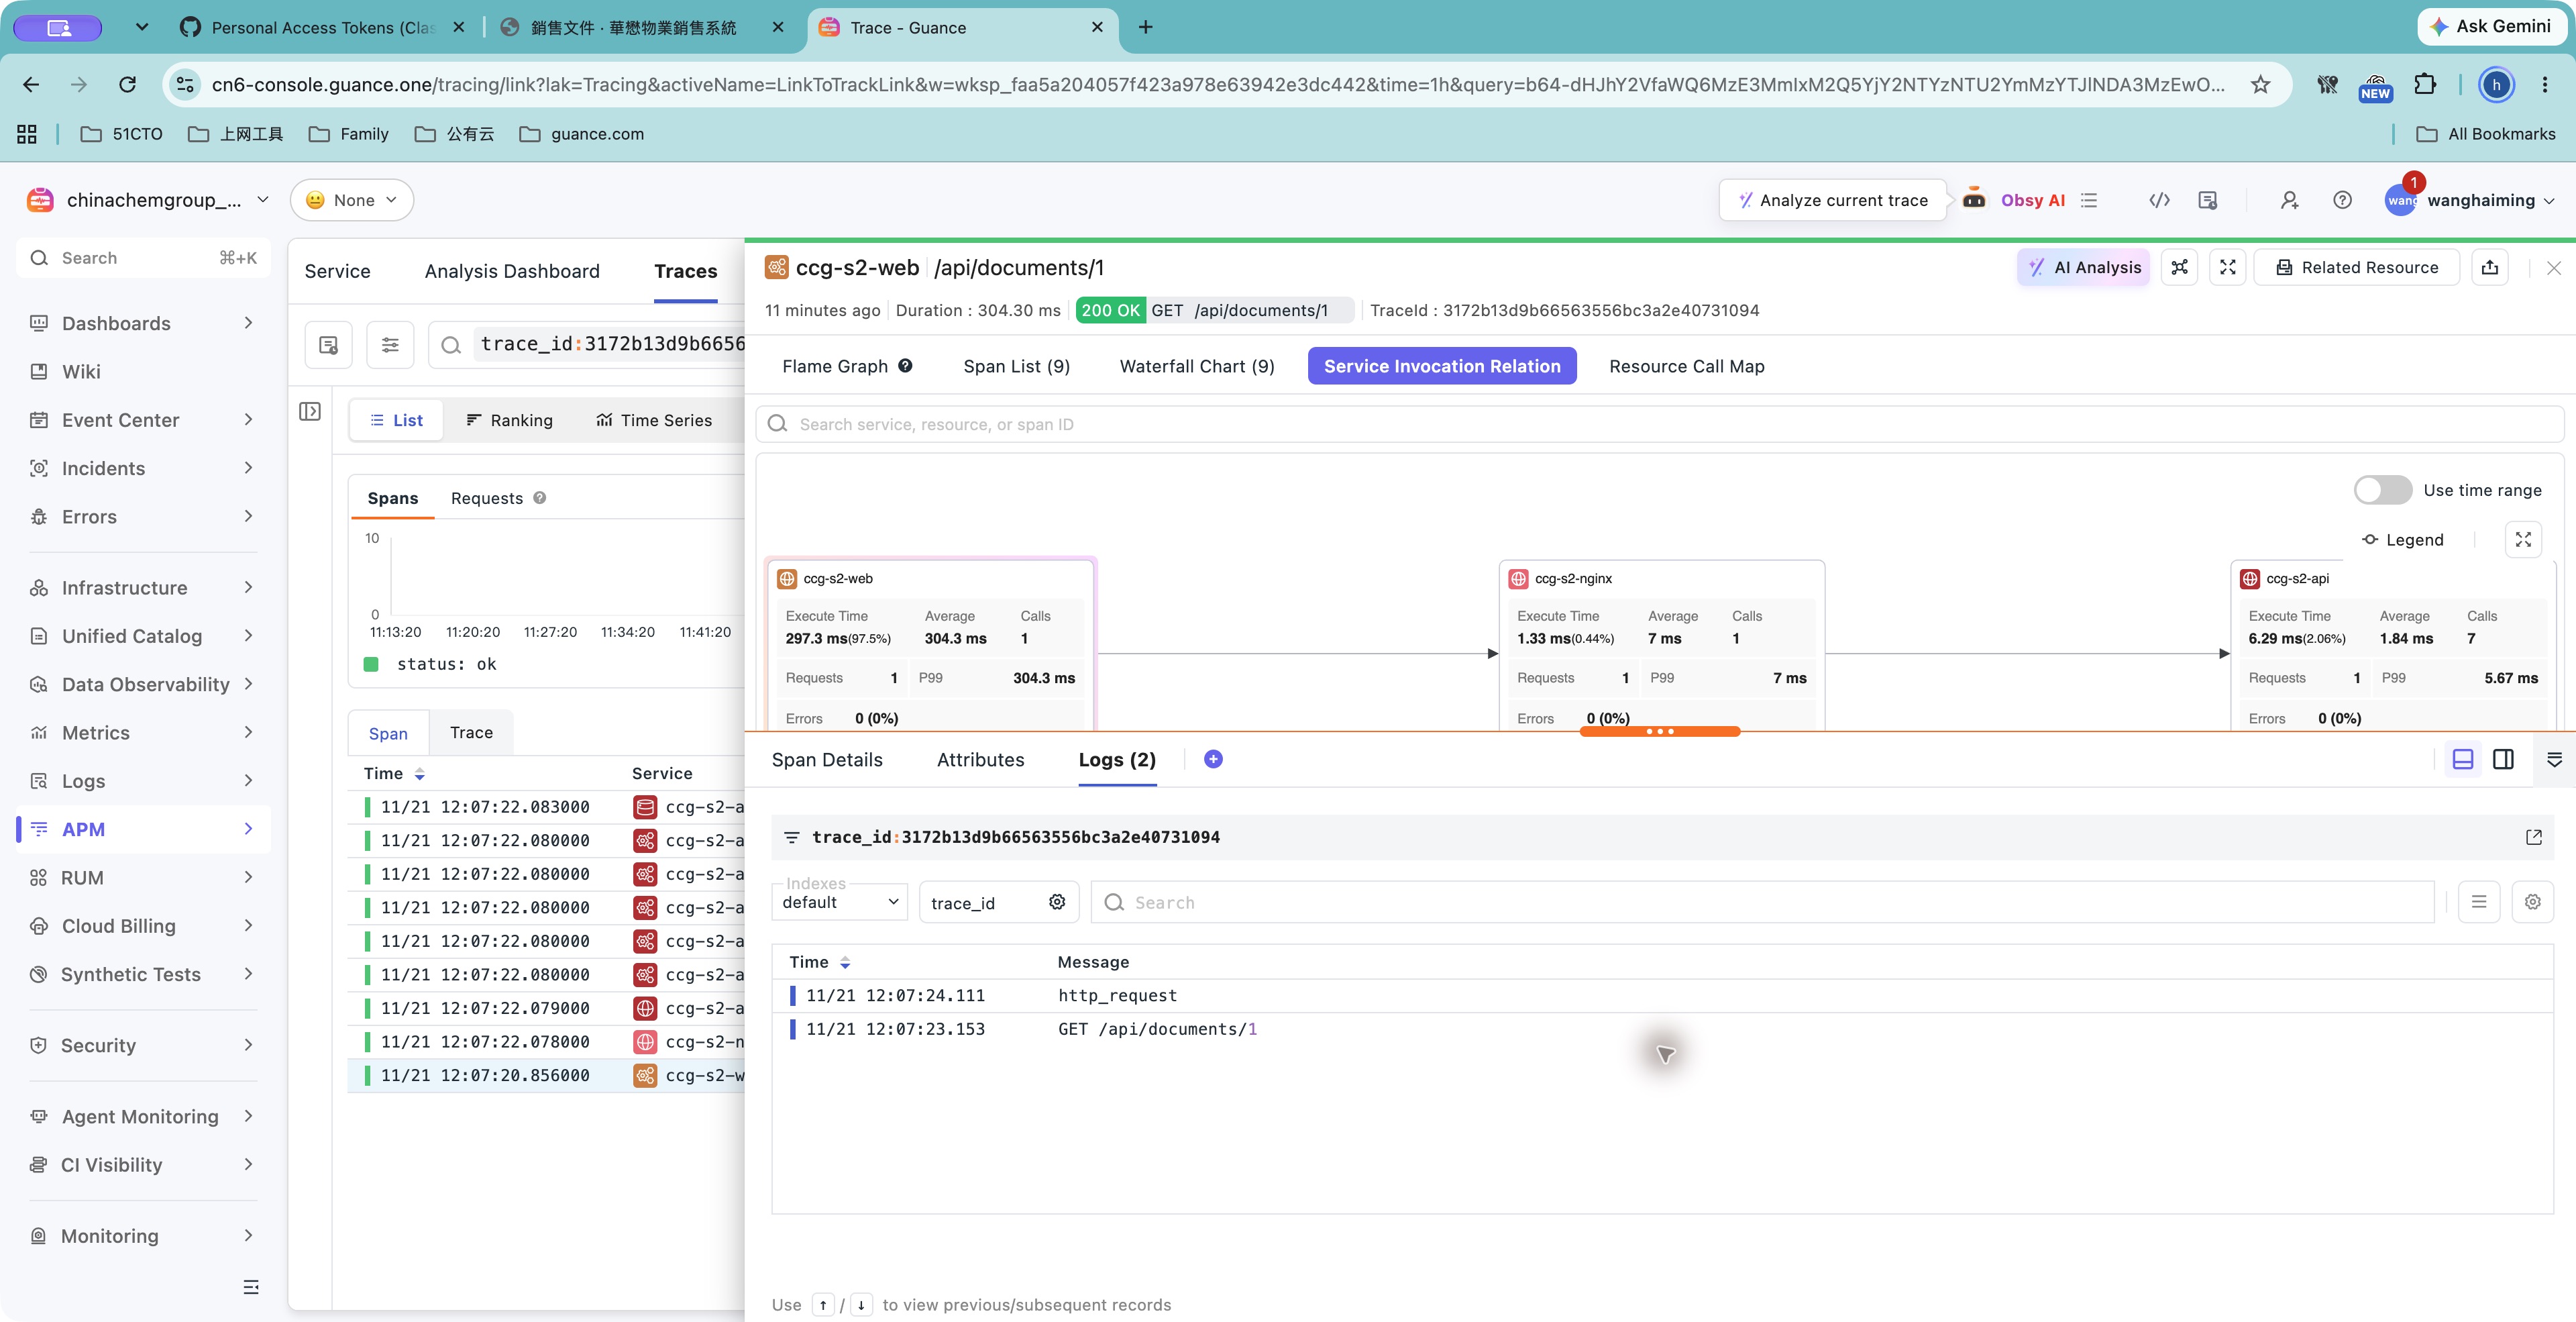 Personal Access Tokens (Clas
銷售文件 · 華懋物業銷售系統
Trace - Guance
Ask Gemini
cn6-console.guance.one/tracing/link?lak=Tracing&activeName=LinkToTrackLink&w=wksp_faa5a204057f423a978e63942e3dc442&time=1h&query=b64-dHJhY2VfaWQ6MzE3MmIxM2Q5YjY2NTYzNTU2YmMzYTJlNDA3MzEwO...
NEW
h
51CTO
上网工具
Family
公有云
guance.com
All Bookmarks
chinachemgroup_...
None
Analyze current trace
Obsy AI
1
wang
wanghaiming
Search
⌘+K
Dashboards
Wiki
Event Center
Incidents
Errors
Infrastructure
Unified Catalog
Data Observability
Metrics
Logs
APM
RUM
Cloud Billing
Synthetic Tests
Security
Agent Monitoring
CI Visibility
Monitoring
Service
Analysis Dashboard
Traces
trace_id:3172b13d9b6656
List
Ranking
Time Series
Spans
Requests
10
0
11:13:20
11:20:20
11:27:20
11:34:20
11:41:20
status: ok
Span
Trace
Time
Service
11/21 12:07:22.083000 ccg-s2-a
11/21 12:07:22.080000 ccg-s2-a
11/21 12:07:22.080000 ccg-s2-a
11/21 12:07:22.080000 ccg-s2-a
11/21 12:07:22.080000 ccg-s2-a
11/21 12:07:22.080000 ccg-s2-a
11/21 12:07:22.079000 ccg-s2-a
11/21 12:07:22.078000 ccg-s2-n
11/21 12:07:20.856000 ccg-s2-w
ccg-s2-web /api/documents/1
AI Analysis
Related Resource
11 minutes ago
Duration : 304.30 ms
200 OK GET /api/documents/1
TraceId : 3172b13d9b66563556bc3a2e40731094
Flame Graph
Span List (9)
Waterfall Chart (9)
Service Invocation Relation
Resource Call Map
Search service, resource, or span ID
Use time range
Legend
ccg-s2-web
Execute Time Average Calls
297.3 ms(97.5%) 304.3 ms 1
Requests 1 P99 304.3 ms
Errors 0 (0%)
ccg-s2-nginx
Execute Time Average Calls
1.33 ms(0.44%) 7 ms 1
Requests 1 P99 7 ms
Errors 0 (0%)
ccg-s2-api
Execute Time Average Calls
6.29 ms(2.06%) 1.84 ms 7
Requests 1 P99 5.67 ms
Errors 0 (0%)
Span Details
Attributes
Logs (2)
trace_id:3172b13d9b66563556bc3a2e40731094
Indexes
default
trace_id
Search
Time
Message
11/21 12:07:24.111 http_request
11/21 12:07:23.153 GET /api/documents/1
Use ↑ / ↓ to view previous/subsequent records